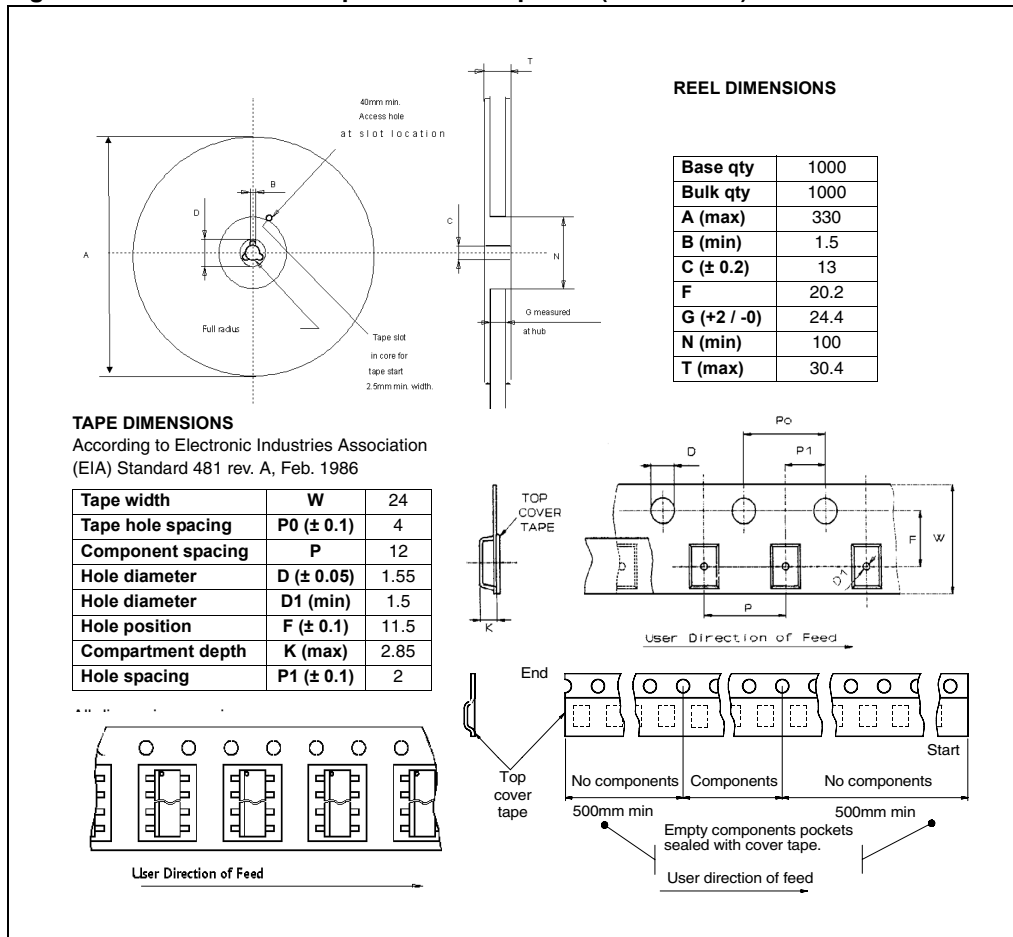 T
REEL DIMENSIONS
40mm min.
Access hole
at slot location
B
D
C
A
N
Full radius
G measured
at hub
Tape slot
in core for
tape start
2.5mm min. width.
Base qty 1000
Bulk qty 1000
A (max) 330
B (min) 1.5
C (± 0.2) 13
F 20.2
G (+2 / -0) 24.4
N (min) 100
T (max) 30.4
TAPE DIMENSIONS
According to Electronic Industries Association
(EIA) Standard 481 rev. A, Feb. 1986
Tape width W 24
Tape hole spacing P0 (± 0.1) 4
Component spacing P 12
Hole diameter D (± 0.05) 1.55
Hole diameter D1 (min) 1.5
Hole position F (± 0.1) 11.5
Compartment depth K (max) 2.85
Hole spacing P1 (± 0.1) 2
Po
D
P1
TOP
COVER
TAPE
F
W
K
P
User Direction of Feed
End
Start
Top
cover
tape
No components
Components
No components
500mm min
500mm min
Empty components pockets
sealed with cover tape.
User direction of feed
User Direction of Feed